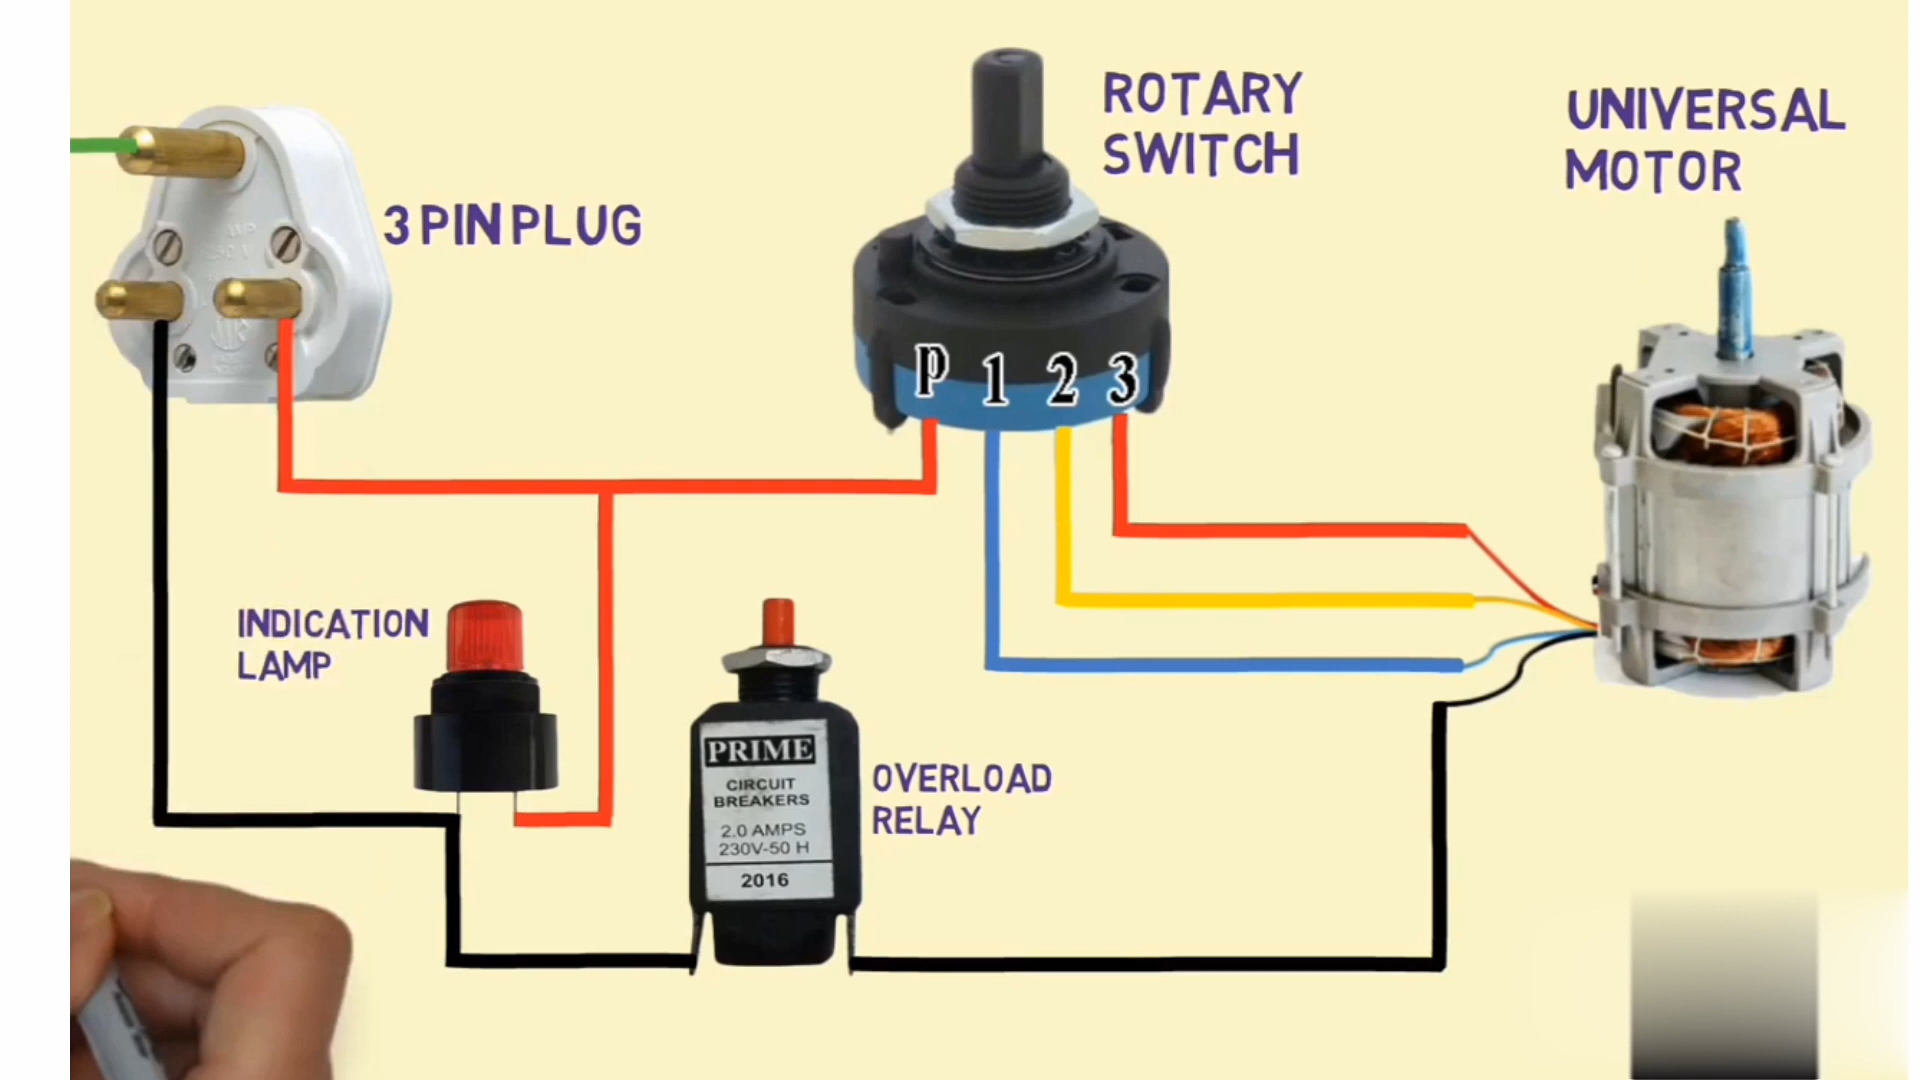 ROTARY
SWITCH
UNIVERSAL
MOTOR
3 PIN PLUG
P 1 2 3
INDICATION
LAMP
PRIME
CIRCUIT
BREAKERS
2.0 AMPS
230V-50 H
2016
OVERLOAD
RELAY